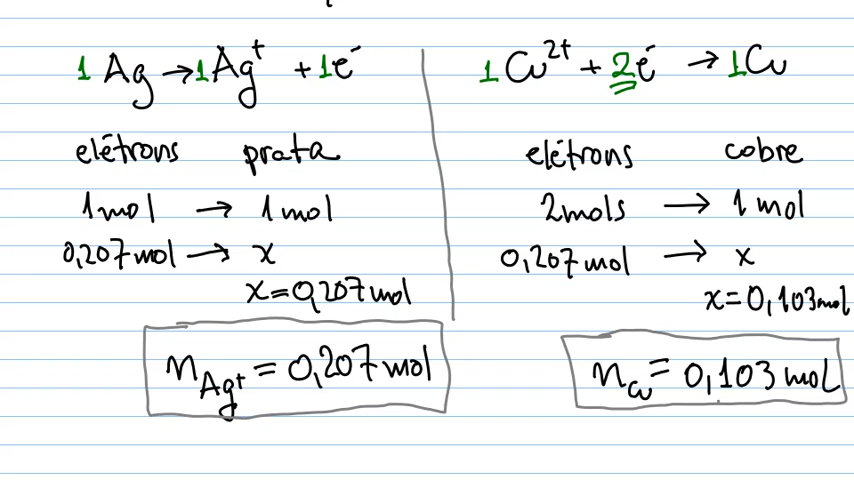 1 Ag → 1 Ag⁺ + 1 é
elétrons prata
1 mol → 1 mol
0,207 mol → x
x = 0,207 mol
n Ag⁺ = 0,207 mol
1 Cu²⁺ + 2 é → 1 Cu
elétrons cobre
2 mols → 1 mol
0,207 mol → x
x = 0,103 mol
n Cu = 0,103 mol